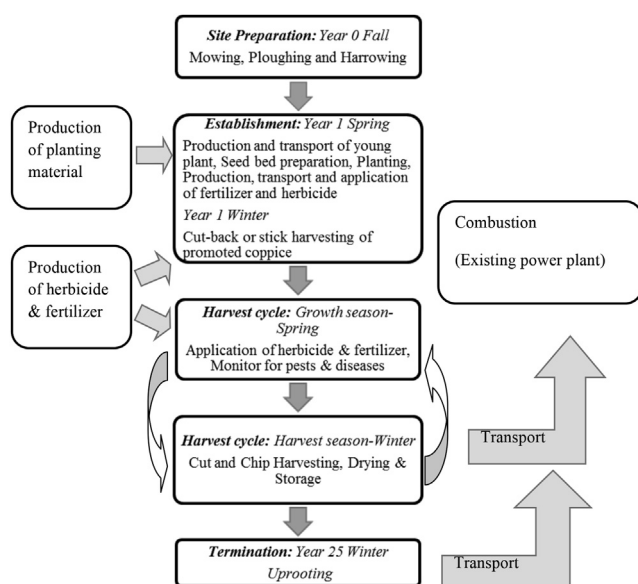 Site Preparation: Year 0 Fall
Mowing, Ploughing and Harrowing
Production
of planting
material
Establishment: Year 1 Spring
Production and transport of young
plant, Seed bed preparation, Planting,
Production, transport and application
of fertilizer and herbicide
Year 1 Winter
Cut-back or stick harvesting of
promoted coppice
Combustion
(Existing power plant)
Production
of herbicide
& fertilizer
Harvest cycle: Growth season-
Spring
Application of herbicide & fertilizer,
Monitor for pests & diseases
Harvest cycle: Harvest season-Winter
Cut and Chip Harvesting, Drying &
Storage
Transport
Termination: Year 25 Winter
Uprooting
Transport